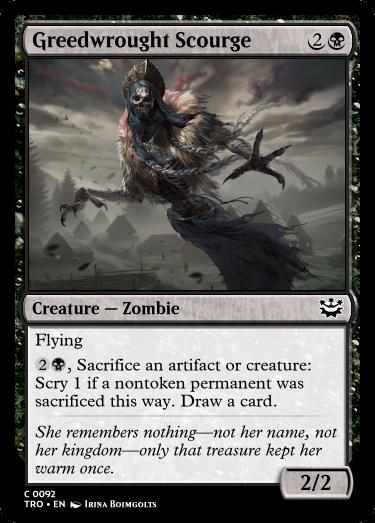 Greedwrought Scourge 2
Creature — Zombie
Flying
2, Sacrifice an artifact or creature:
Scry 1 if a nontoken permanent was
sacrificed this way. Draw a card.
She remembers nothing—not her name, not
her kingdom—only that treasure kept her
warm once.
2/2
C 0092
TRO • EN Irina Boimgolts